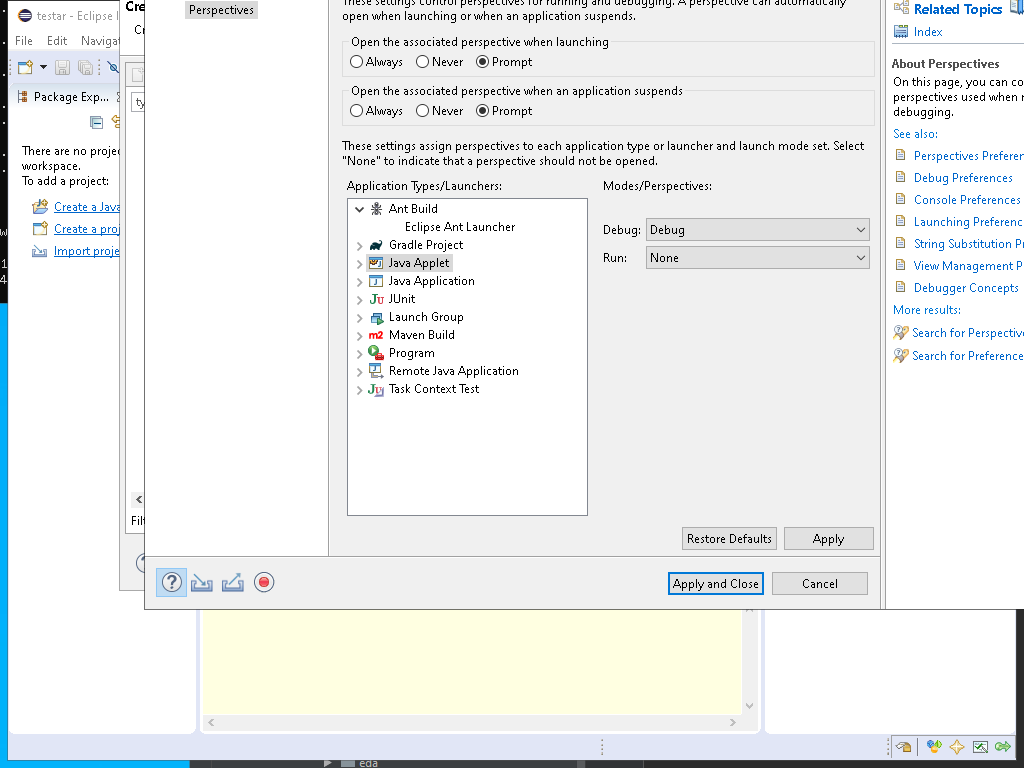 testar - Eclipse
File Edit Naviga
Package Exp...
There are no proje
workspace.
To add a project:
Create a Java
Create a proj
Import proje
Cre
Cr
ty
Filt
Perspectives
These settings control perspectives for running and debugging. A perspective can automatically
open when launching or when an application suspends.
Open the associated perspective when launching
Always Never Prompt
Open the associated perspective when an application suspends
Always Never Prompt
These settings assign perspectives to each application type or launcher and launch mode set. Select
"None" to indicate that a perspective should not be opened.
Application Types/Launchers:
Ant Build
Eclipse Ant Launcher
Gradle Project
Java Applet
Java Application
JUnit
Launch Group
Maven Build
Program
Remote Java Application
Task Context Test
Modes/Perspectives:
Debug: Debug
Run: None
Restore Defaults Apply
Apply and Close Cancel
Related Topics
Index
About Perspectives
On this page, you can co
perspectives used when r
debugging.
See also:
Perspectives Preferen
Debug Preferences
Console Preferences
Launching Preferenc
String Substitution Pr
View Management P
Debugger Concepts
More results:
Search for Perspective
Search for Preference
eda